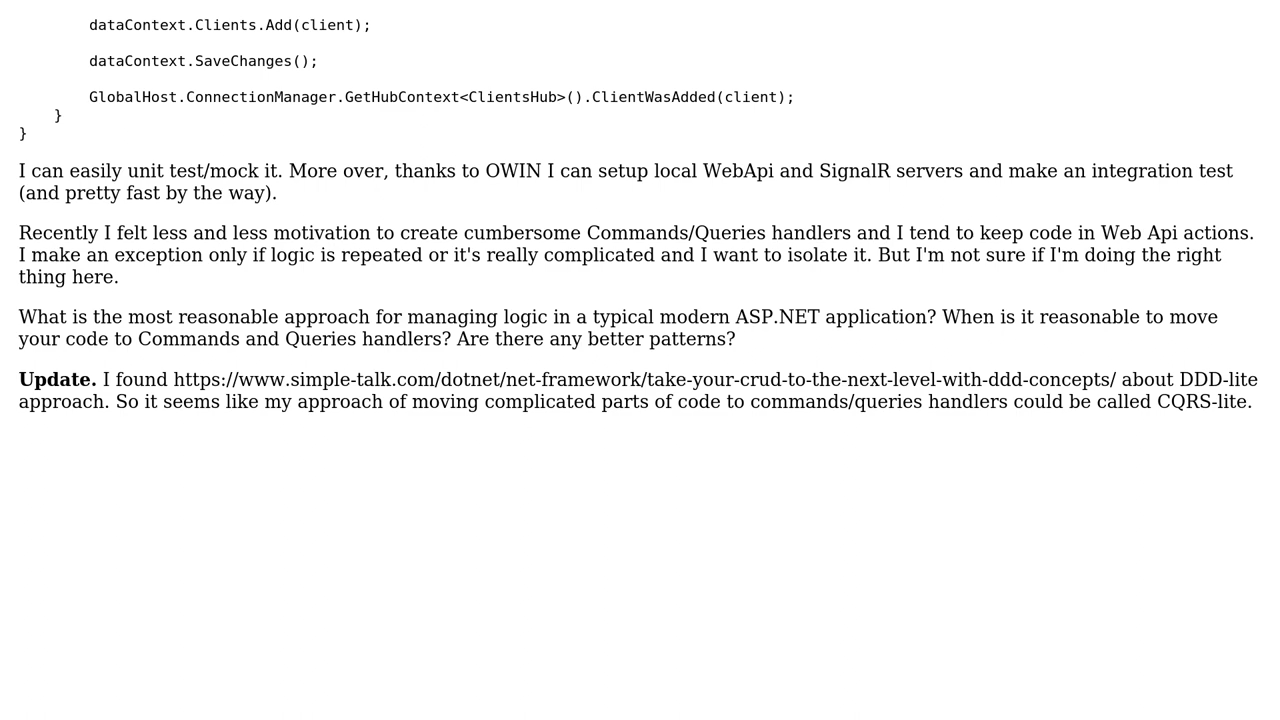 dataContext.Clients.Add(client);
dataContext.SaveChanges();
GlobalHost.ConnectionManager.GetHubContext<ClientsHub>().ClientWasAdded(client);
}
}
I can easily unit test/mock it. More over, thanks to OWIN I can setup local WebApi and SignalR servers and make an integration test
(and pretty fast by the way).
Recently I felt less and less motivation to create cumbersome Commands/Queries handlers and I tend to keep code in Web Api actions.
I make an exception only if logic is repeated or it's really complicated and I want to isolate it. But I'm not sure if I'm doing the right
thing here.
What is the most reasonable approach for managing logic in a typical modern ASP.NET application? When is it reasonable to move
your code to Commands and Queries handlers? Are there any better patterns?
Update. I found https://www.simple-talk.com/dotnet/net-framework/take-your-crud-to-the-next-level-with-ddd-concepts/ about DDD-lite
approach. So it seems like my approach of moving complicated parts of code to commands/queries handlers could be called CQRS-lite.